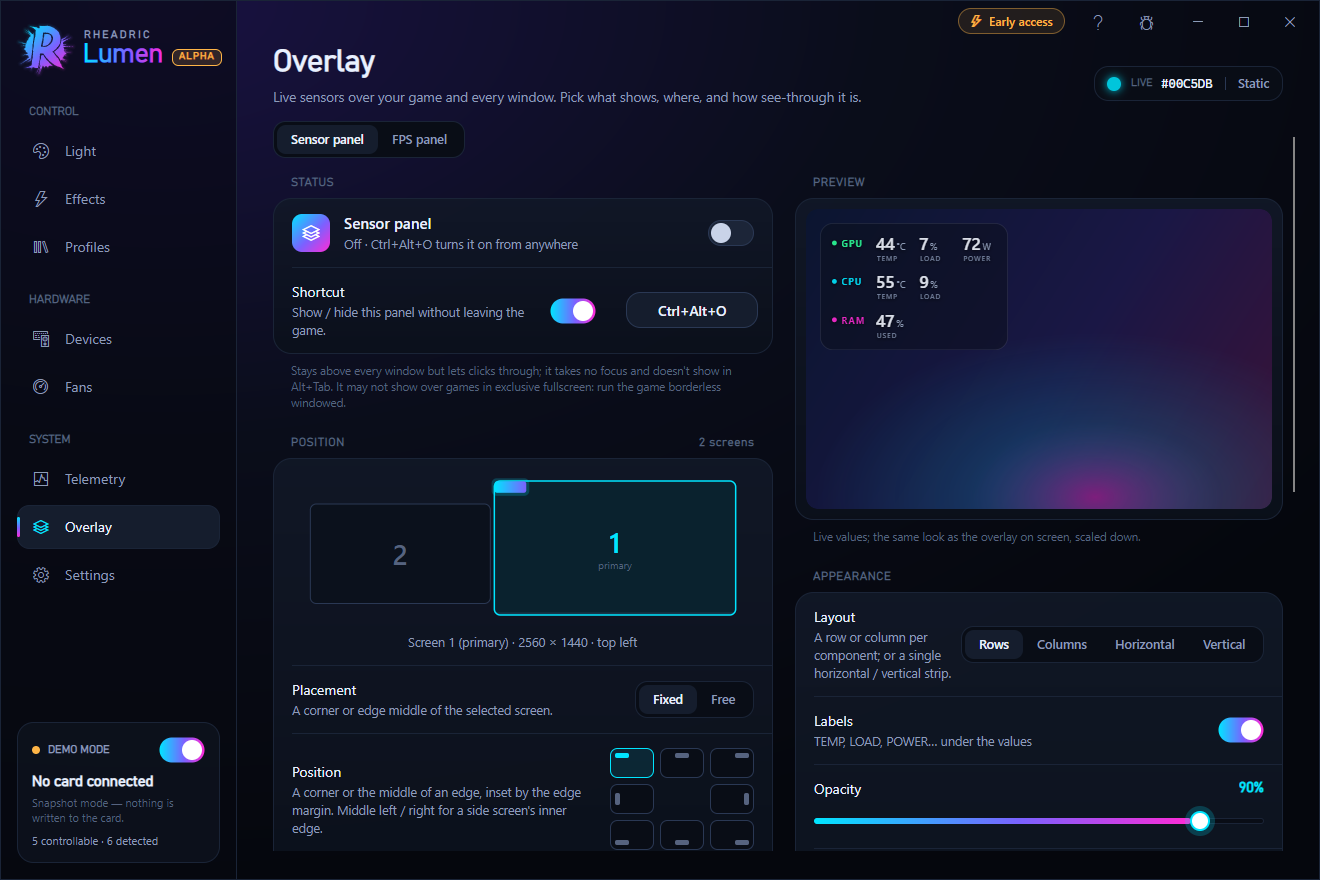 RHEADRIC
Lumen
ALPHA
Early access
Overlay
Live sensors over your game and every window. Pick what shows, where, and how see-through it is.
LIVE #00C5DB Static
CONTROL
Light
Effects
Profiles
HARDWARE
Devices
Fans
SYSTEM
Telemetry
Overlay
Settings
DEMO MODE
No card connected
Snapshot mode — nothing is
written to the card.
5 controllable · 6 detected
Sensor panel FPS panel
STATUS
Sensor panel
Off · Ctrl+Alt+O turns it on from anywhere
Shortcut
Show / hide this panel without leaving the
game.
Ctrl+Alt+O
Stays above every window but lets clicks through; it takes no focus and doesn't show in
Alt+Tab. It may not show over games in exclusive fullscreen: run the game borderless
windowed.
POSITION 2 screens
2
1
primary
Screen 1 (primary) · 2560 × 1440 · top left
Placement
A corner or edge middle of the selected screen.
Fixed Free
Position
A corner or the middle of an edge, inset by the edge
margin. Middle left / right for a side screen's inner
edge.
PREVIEW
GPU 44°C 7% 72W
TEMP LOAD POWER
CPU 55°C 9%
TEMP LOAD
RAM 47%
USED
Live values; the same look as the overlay on screen, scaled down.
APPEARANCE
Layout
A row or column per
component; or a single
horizontal / vertical strip.
Rows Columns Horizontal Vertical
Labels
TEMP, LOAD, POWER... under the values
Opacity 90%